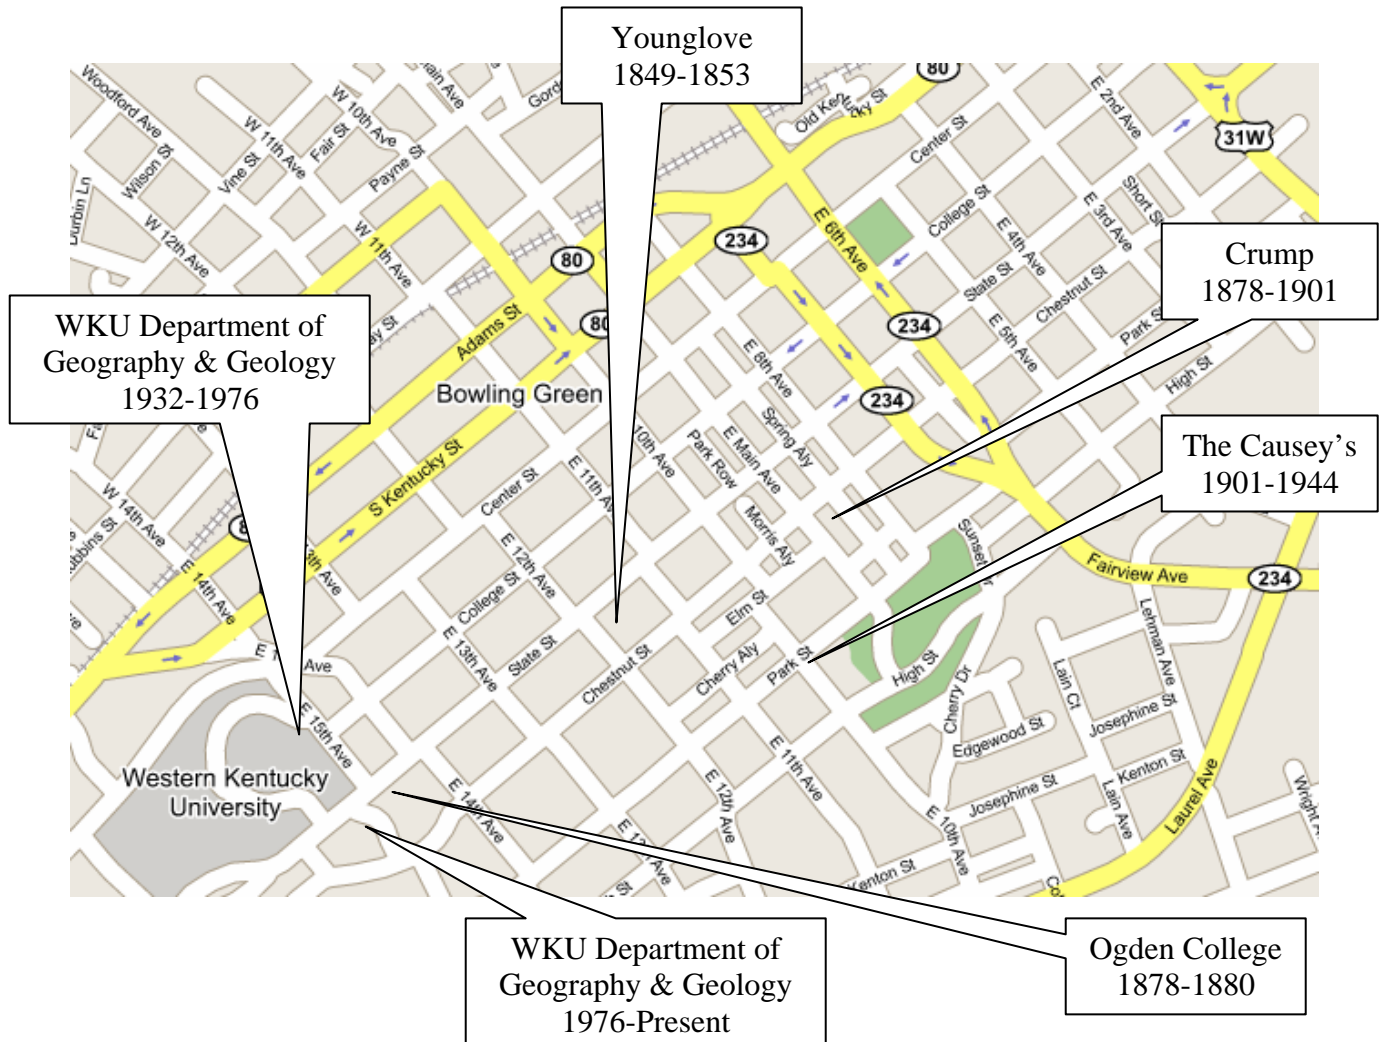 Younglove
1849-1853
Crump
1878-1901
WKU Department of
Geography & Geology
1932-1976
The Causey's
1901-1944
WKU Department of
Geography & Geology
1976-Present
Ogden College
1878-1880
Woodford Ave
W 10th Ave
W 11th Ave
Fair St
Payne St
Vine St
Wilson St
Durbin Ln
W 12th Ave
W 11th Ave
Main Ave
80
Center St
E 2nd Ave
31W
College St
E 3rd Ave
Short St
E 4th Ave
234
E 6th Ave
State St
Chestnut St
Park St
80
80
Adams St
234
E 5th Ave
High St
E 8th Ave
234
Bowling Green
Spring Aly
E Main Ave
Park Row
10th Ave
Morris Aly
S Kentucky St
Center St
E 11th Ave
W 14th Ave
E 14th Ave
13th Ave
E 12th Ave
College St
E 13th Ave
State St
Chestnut St
Elm St
Cherry Aly
Park St
High St
Cherry Dr
Fairview Ave
234
Lehman Ave
Lain Ct
Edgewood St
Josephine St
Kenton St
Josephine St
Lain Ave
Laurel Ave
E 15th Ave
Western Kentucky
University
E 14th Ave
E 11th Ave
E 12th Ave
E 10th Ave
Kenton St